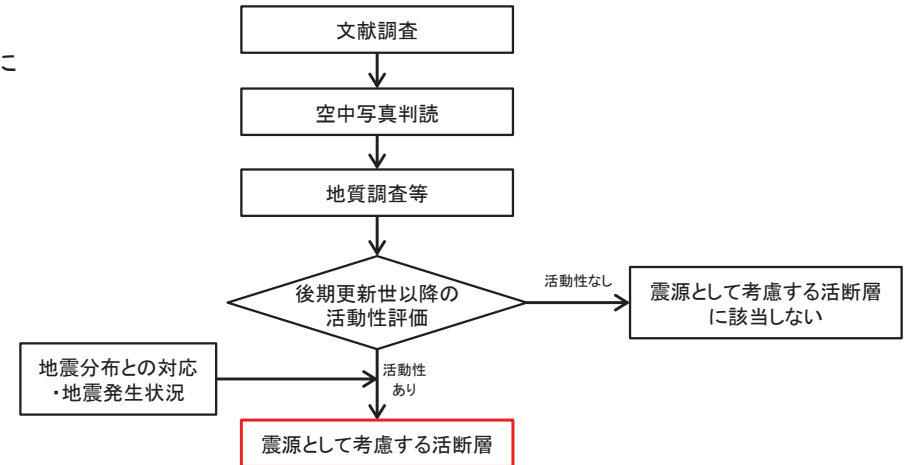 文献調査
に
空中写真判読
地質調査等
後期更新世以降の
活動性評価
活動性なし
震源として考慮する活断層
に該当しない
地震分布との対応
・地震発生状況
活動性
あり
震源として考慮する活断層